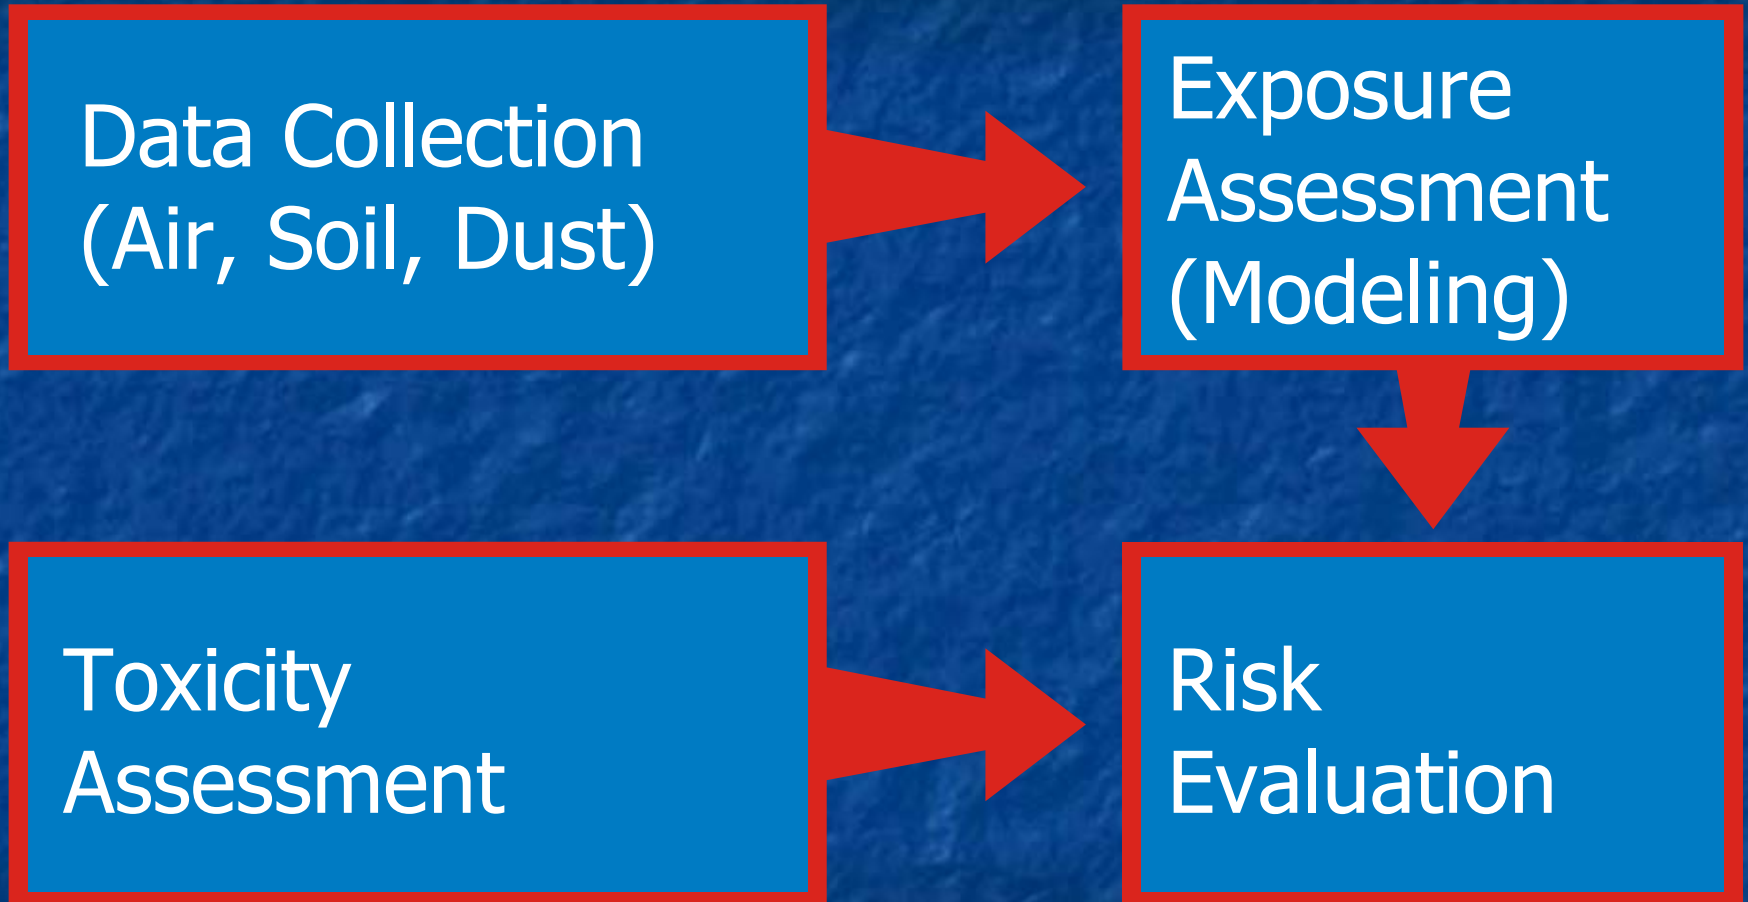 Data Collection
(Air, Soil, Dust)
Exposure
Assessment
(Modeling)
Toxicity
Assessment
Risk
Evaluation